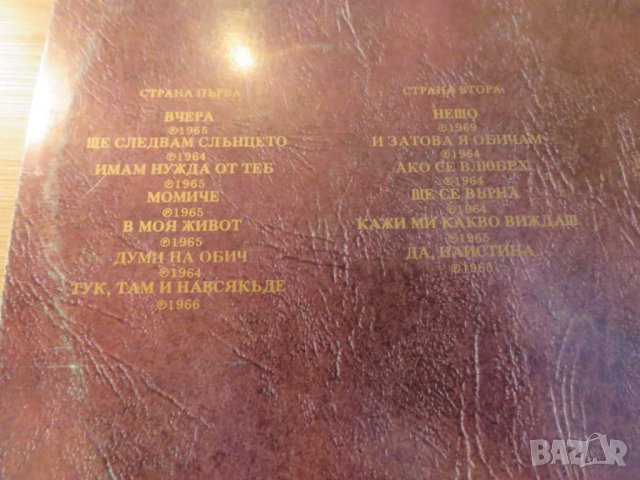 СТРАНА ПЪРВА
ВЧЕРА
℗1965
ЩЕ СЛЕДВАМ СЛЪНЦЕТО
℗1964
ИМАМ НУЖДА ОТ ТЕБ
℗1965
МОМИЧЕ
℗1965
В МОЯ ЖИВОТ
℗1965
ДУМИ НА ОБИЧ
℗1964
ТУК, ТАМ И НАВСЯКЪДЕ
℗1966
СТРАНА ВТОРА
НЕЩО
℗1969
И ЗАТОВА Я ОБИЧАМ
℗1964
АКО СЕ ВЛЮБЕХ
℗1964
ЩЕ СЕ ВЪРНА
℗1964
КАЖИ МИ КАКВО ВИЖДАШ
℗1965
ДА, НАИСТИНА
℗1963
BAZAR